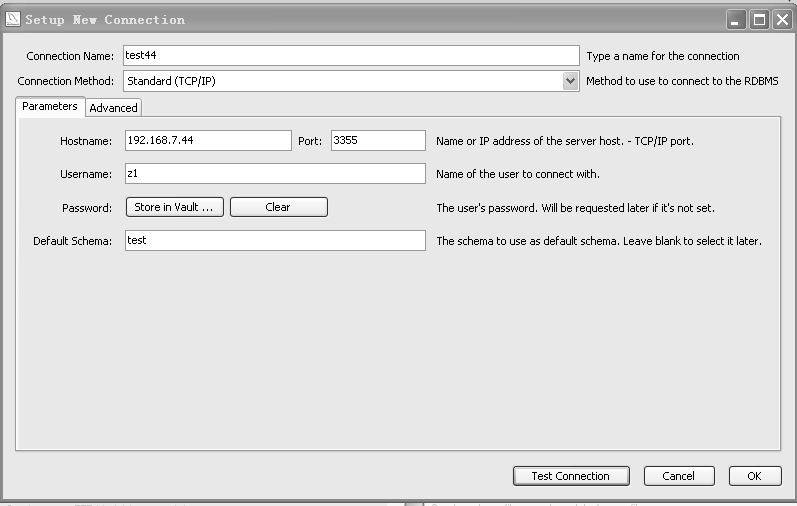 Setup New Connection
Connection Name: test44 Type a name for the connection
Connection Method: Standard (TCP/IP) Method to use to connect to the RDBMS
Parameters Advanced
Hostname: 192.168.7.44 Port: 3355 Name or IP address of the server host. - TCP/IP port.
Username: z1 Name of the user to connect with.
Password: Store in Vault ... Clear The user's password. Will be requested later if it's not set.
Default Schema: test The schema to use as default schema. Leave blank to select it later.
Test Connection Cancel OK